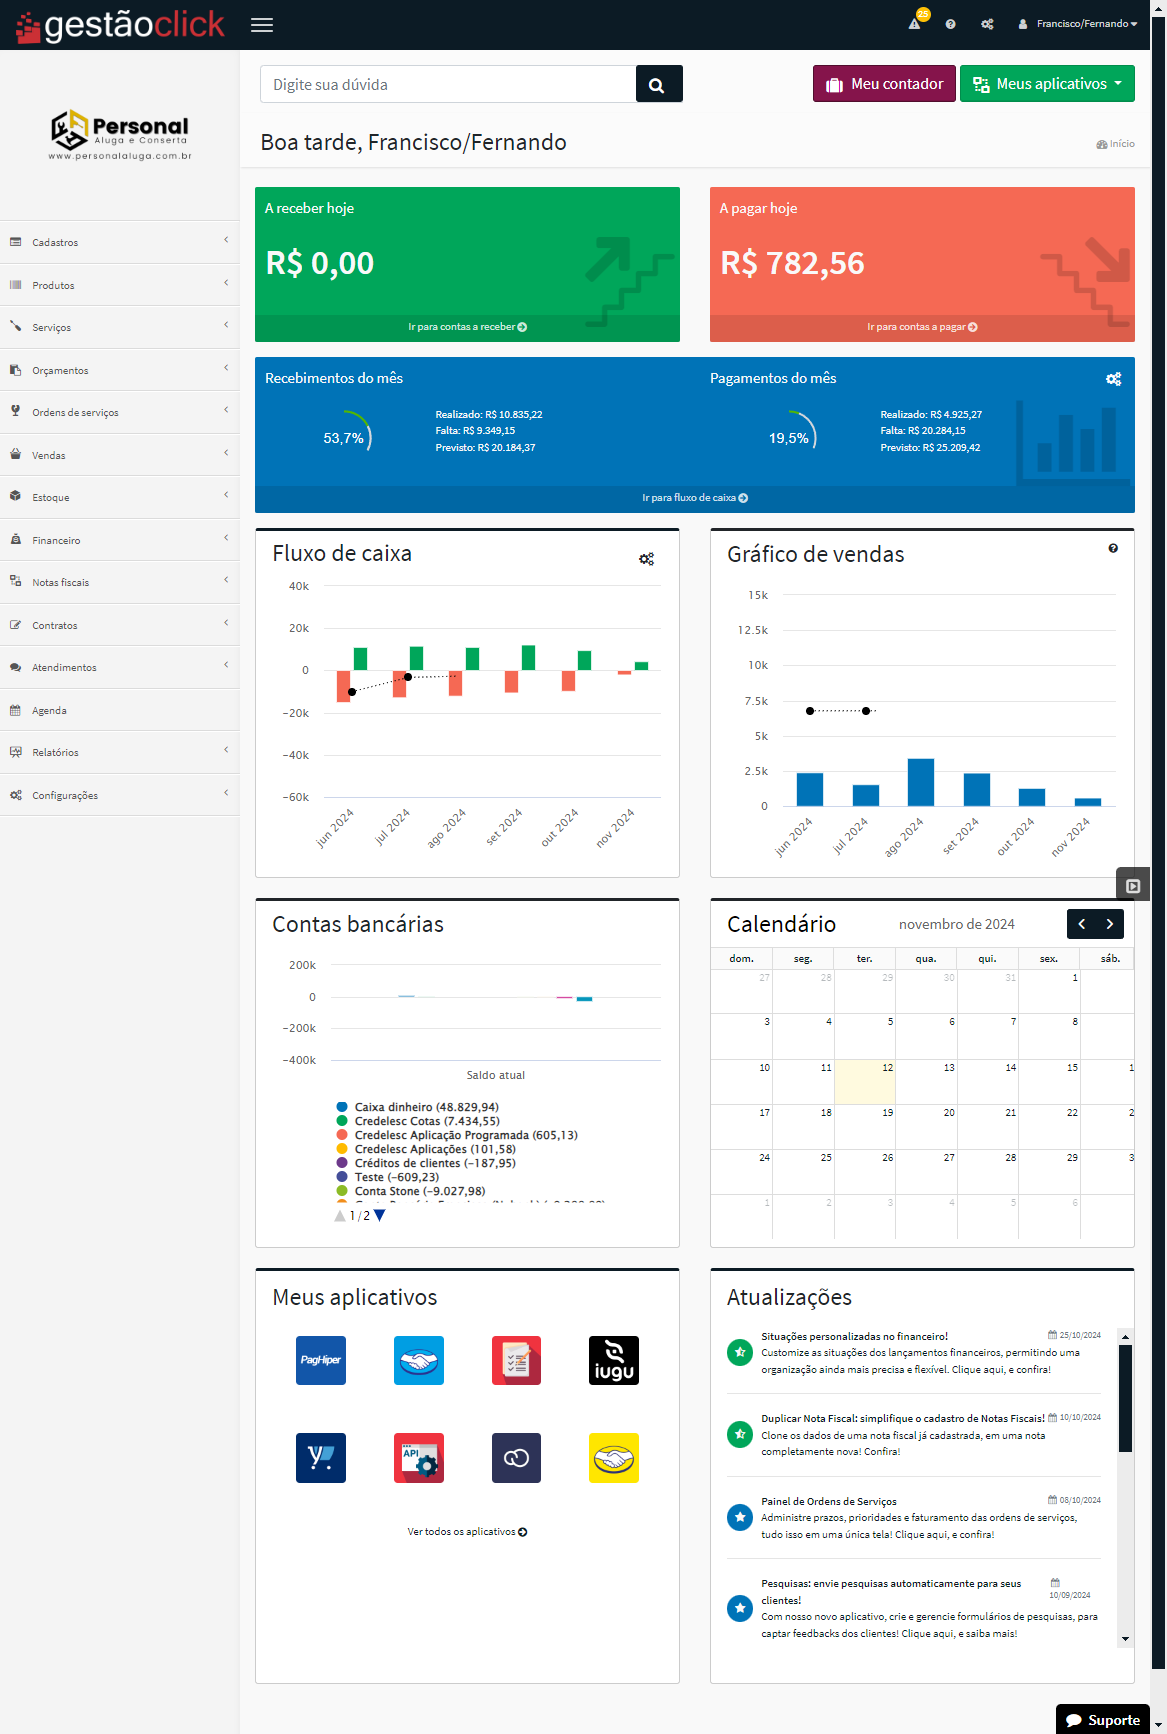 gestãoclick
25
Francisco/Fernando
Digite sua dúvida
Meu contador
Meus aplicativos
Personal
Aluga e Conserta
www.personalaluga.com.br
Boa tarde, Francisco/Fernando
Início
Cadastros
Produtos
Serviços
Orçamentos
Ordens de serviços
Vendas
Estoque
Financeiro
Notas fiscais
Contratos
Atendimentos
Agenda
Relatórios
Configurações
A receber hoje
R$ 0,00
Ir para contas a receber
A pagar hoje
R$ 782,56
Ir para contas a pagar
Recebimentos do mês
53,7%
Realizado: R$ 10.835,22
Falta: R$ 9.349,15
Previsto: R$ 20.184,37
Pagamentos do mês
19,5%
Realizado: R$ 4.925,27
Falta: R$ 20.284,15
Previsto: R$ 25.209,42
Ir para fluxo de caixa
Fluxo de caixa
40k
20k
0
−20k
−40k
−60k
jun 2024
jul 2024
ago 2024
set 2024
out 2024
nov 2024
Gráfico de vendas
15k
12.5k
10k
7.5k
5k
2.5k
0
jun 2024
jul 2024
ago 2024
set 2024
out 2024
nov 2024
Contas bancárias
200k
0
−200k
−400k
Saldo atual
Caixa dinheiro (48.829,94)
Credelesc Cotas (7.434,55)
Credelesc Aplicação Programada (605,13)
Credelesc Aplicações (101,58)
Créditos de clientes (−187,95)
Teste (−609,23)
Conta Stone (−9.027,98)
1/2
Calendário
novembro de 2024
dom. seg. ter. qua. qui. sex. sáb.
27 28 29 30 31 1
3 4 5 6 7 8
10 11 12 13 14 15 1
17 18 19 20 21 22 2
24 25 26 27 28 29 3
1 2 3 4 5 6
Meus aplicativos
PagHiper
iugu
API
Ver todos os aplicativos
Atualizações
Situações personalizadas no financeiro! 25/10/2024
Customize as situações dos lançamentos financeiros, permitindo uma
organização ainda mais precisa e flexível. Clique aqui, e confira!
Duplicar Nota Fiscal: simplifique o cadastro de Notas Fiscais! 10/10/2024
Clone os dados de uma nota fiscal já cadastrada, em uma nota
completamente nova! Confira!
Painel de Ordens de Serviços 08/10/2024
Administre prazos, prioridades e faturamento das ordens de serviços,
tudo isso em uma única tela! Clique aqui, e confira!
Pesquisas: envie pesquisas automaticamente para seus
clientes!
10/09/2024
Com nosso novo aplicativo, crie e gerencie formulários de pesquisas, para
captar feedbacks dos clientes! Clique aqui, e saiba mais!
Suporte